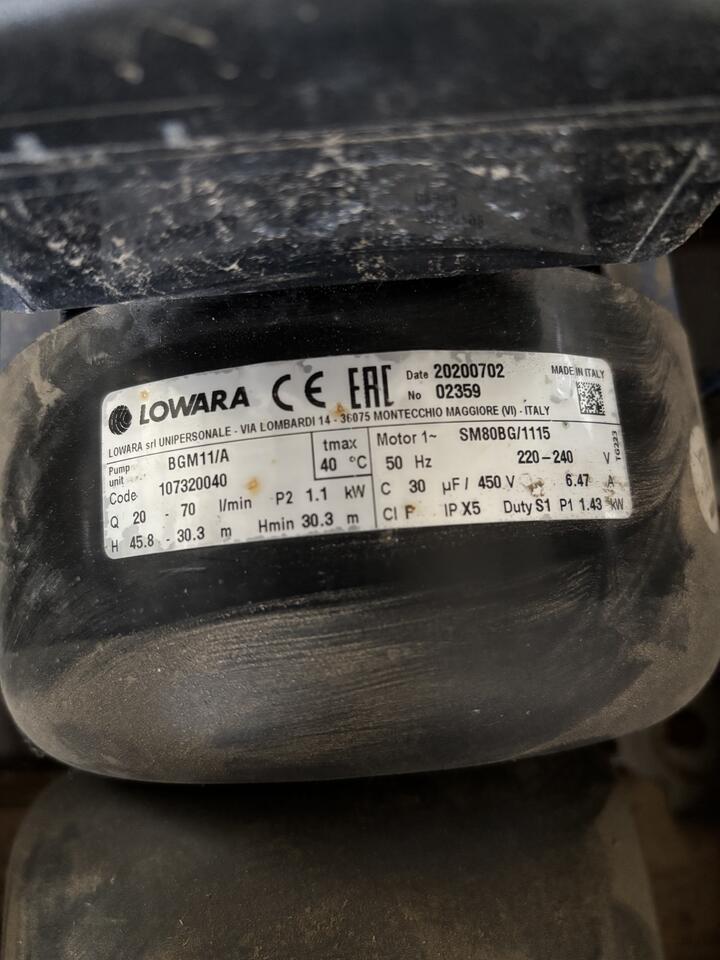 LOWARA CE EAC Date 20200702 MADE IN ITALY
No 02359
LOWARA srl UNIPERSONALE - VIA LOMBARDI 14 - 36075 MONTECCHIO MAGGIORE (VI) - ITALY
Pump unit BGM11/A
Code 107320040
tmax 40 °C
Q 20 - 70 l/min P2 1.1 kW
H 45.8 - 30.3 m Hmin 30.3 m
Motor 1~ SM80BG/1115
50 Hz 220-240 V
C 30 µF / 450 V 6.47 A
Cl F IP X5 Duty S1 P1 1.43 kW
TG223